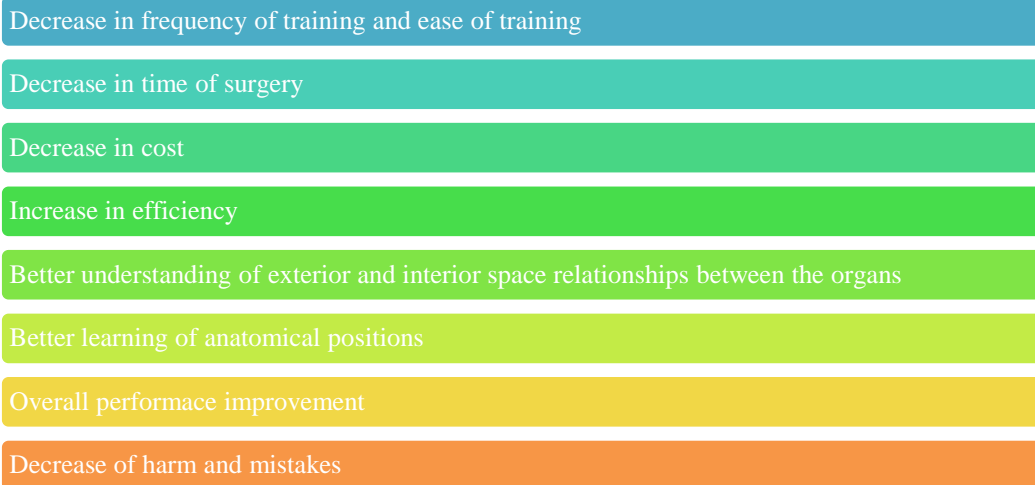 Decrease in frequency of training and ease of training
Decrease in time of surgery
Decrease in cost
Increase in efficiency
Better understanding of exterior and interior space relationships between the organs
Better learning of anatomical positions
Overall performace improvement
Decrease of harm and mistakes